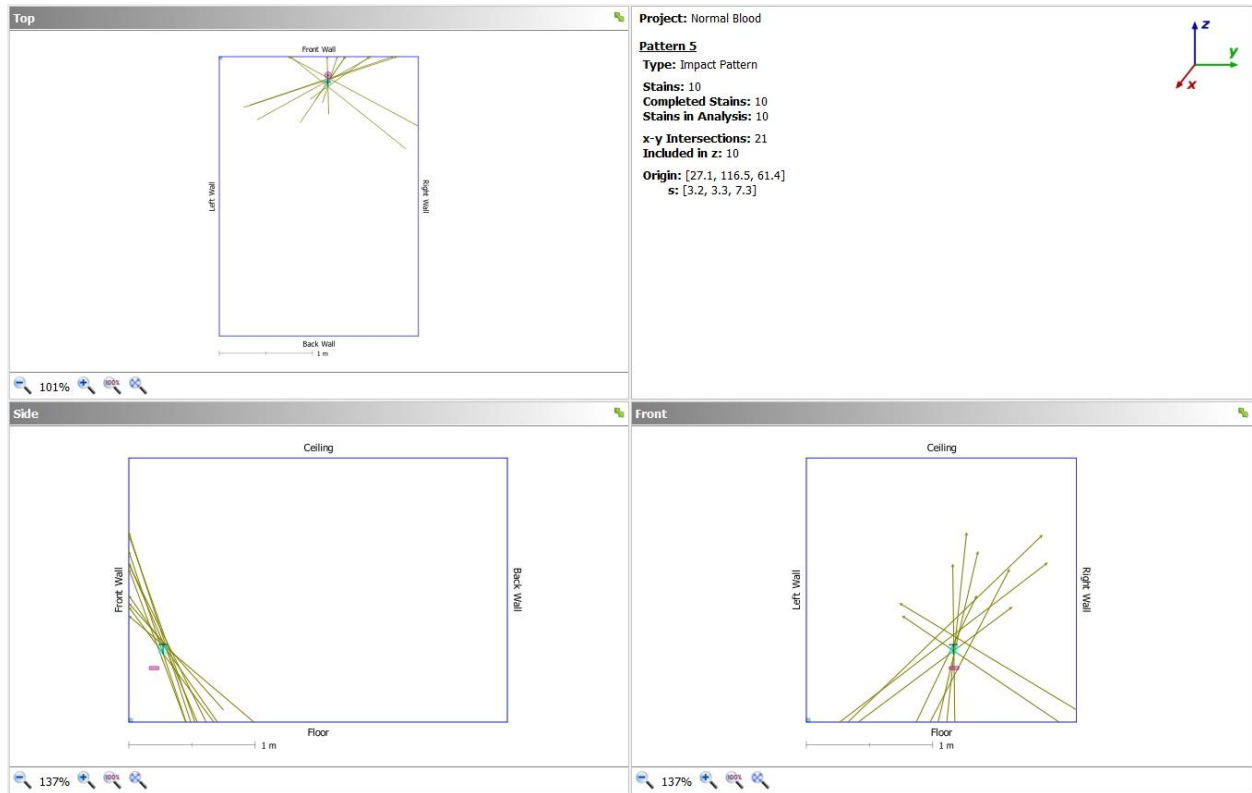 Top
Front Wall
Left Wall
Right Wall
Back Wall
1 m
101%
100%
Project: Normal Blood
Pattern 5
Type: Impact Pattern
Stains: 10
Completed Stains: 10
Stains in Analysis: 10
x-y Intersections: 21
Included in z: 10
Origin: [27.1, 116.5, 61.4]
s: [3.2, 3.3, 7.3]
z
y
x
Side
Ceiling
Front Wall
Back Wall
Floor
1 m
137%
100%
Front
Ceiling
Left Wall
Right Wall
Floor
1 m
137%
100%